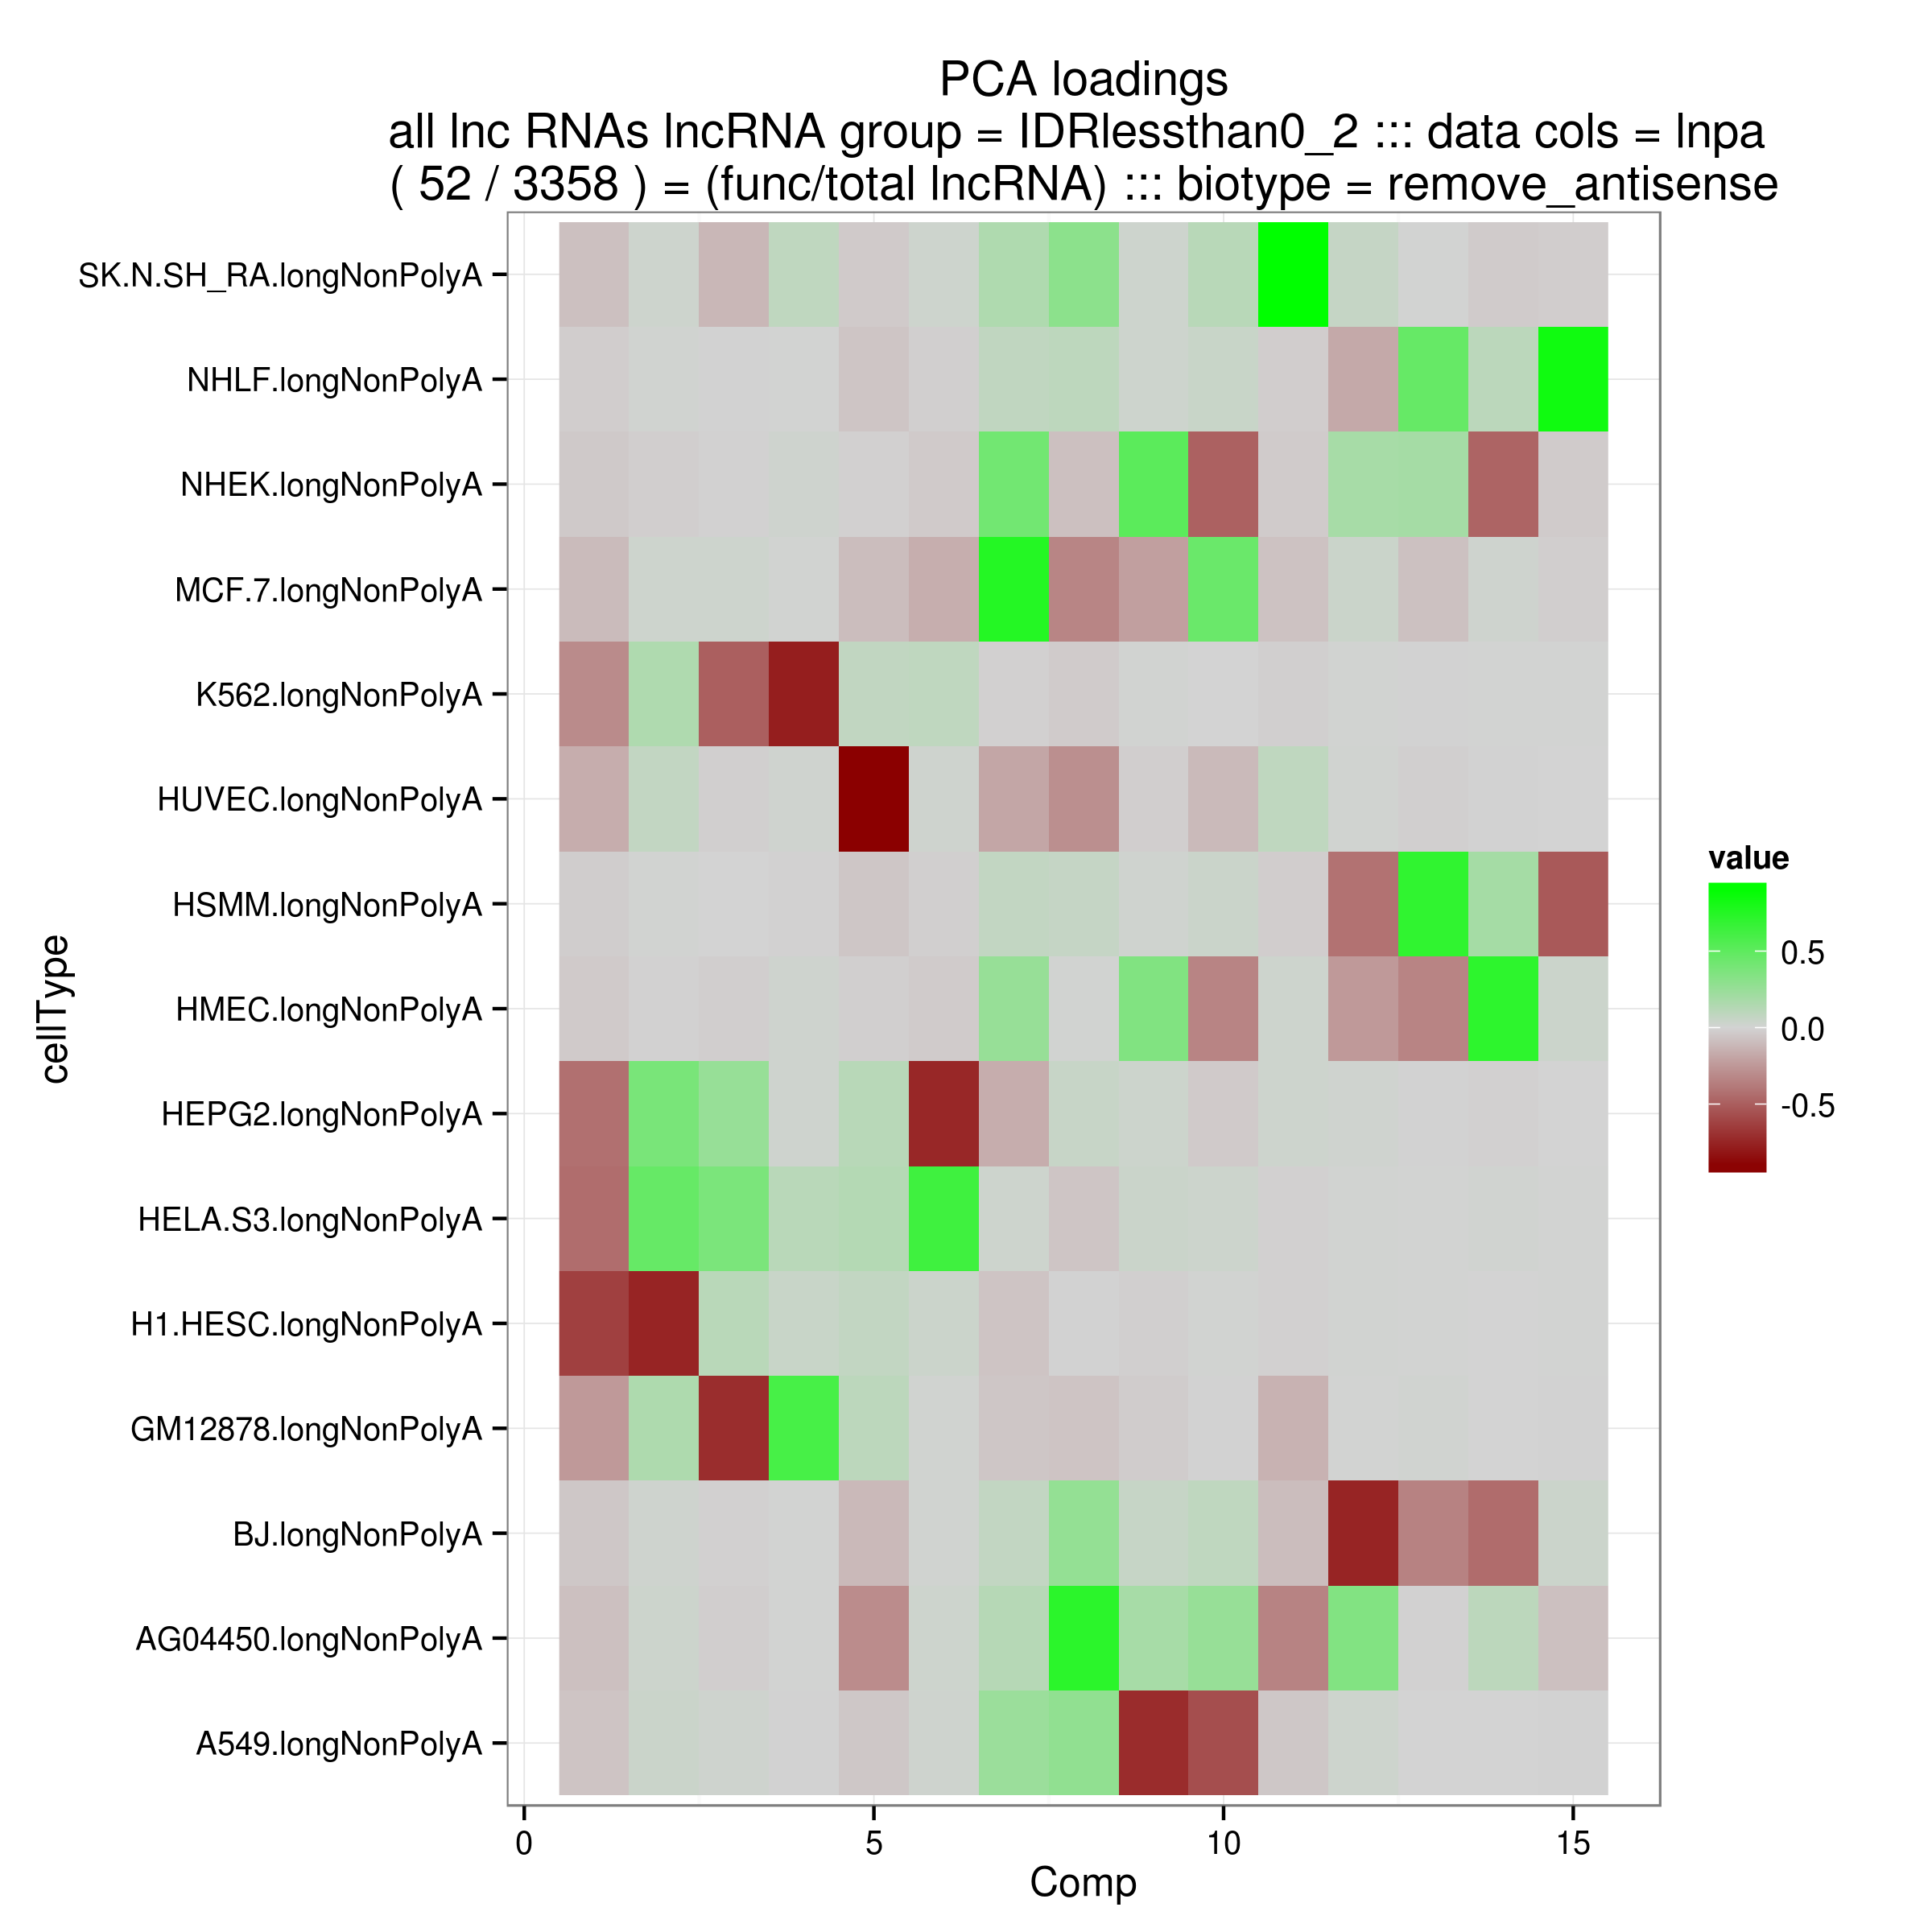 PCA loadings
all lnc RNAs lncRNA group = IDRlessthan0_2 ::: data cols = lnpa
( 52 / 3358 ) = (func/total lncRNA) ::: biotype = remove_antisense
SK.N.SH_RA.longNonPolyA
NHLF.longNonPolyA
NHEK.longNonPolyA
MCF.7.longNonPolyA
K562.longNonPolyA
HUVEC.longNonPolyA
HSMM.longNonPolyA
HMEC.longNonPolyA
HEPG2.longNonPolyA
HELA.S3.longNonPolyA
H1.HESC.longNonPolyA
GM12878.longNonPolyA
BJ.longNonPolyA
AG04450.longNonPolyA
A549.longNonPolyA
cellType
0 5 10 15
Comp
value
0.5
0.0
-0.5